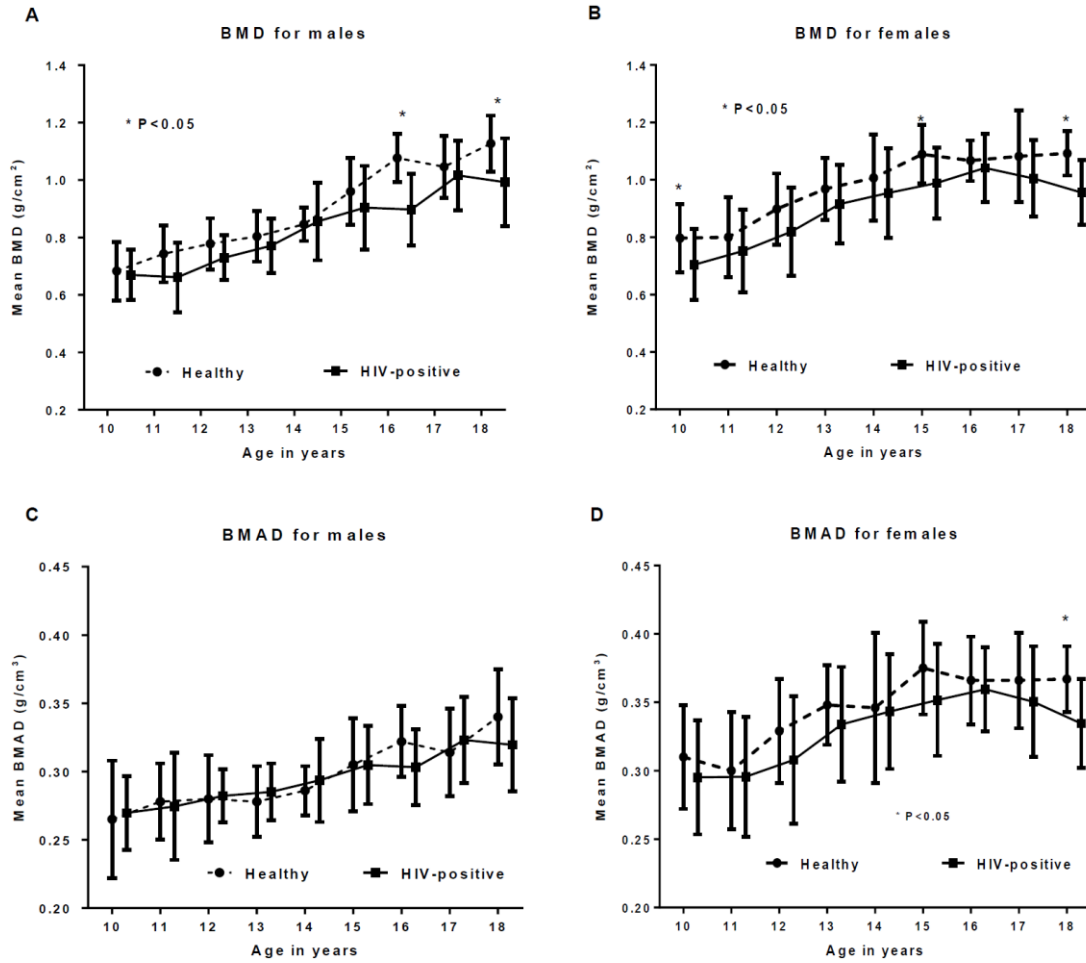 A
BMD for males
Mean BMD (g/cm²)
1.4
1.2
1.0
0.8
0.6
0.4
0.2
* P<0.05
*
*
Healthy
HIV-positive
10 11 12 13 14 15 16 17 18
Age in years
B
BMD for females
Mean BMD (g/cm²)
1.4
1.2
1.0
0.8
0.6
0.4
0.2
* P<0.05
*
*
*
Healthy
HIV-positive
10 11 12 13 14 15 16 17 18
Age in years
C
BMAD for males
Mean BMAD (g/cm³)
0.45
0.40
0.35
0.30
0.25
0.20
Healthy
HIV-positive
10 11 12 13 14 15 16 17 18
Age in years
D
BMAD for females
Mean BMAD (g/cm³)
0.45
0.40
0.35
0.30
0.25
0.20
*
* P<0.05
Healthy
HIV-positive
10 11 12 13 14 15 16 17 18
Age in years